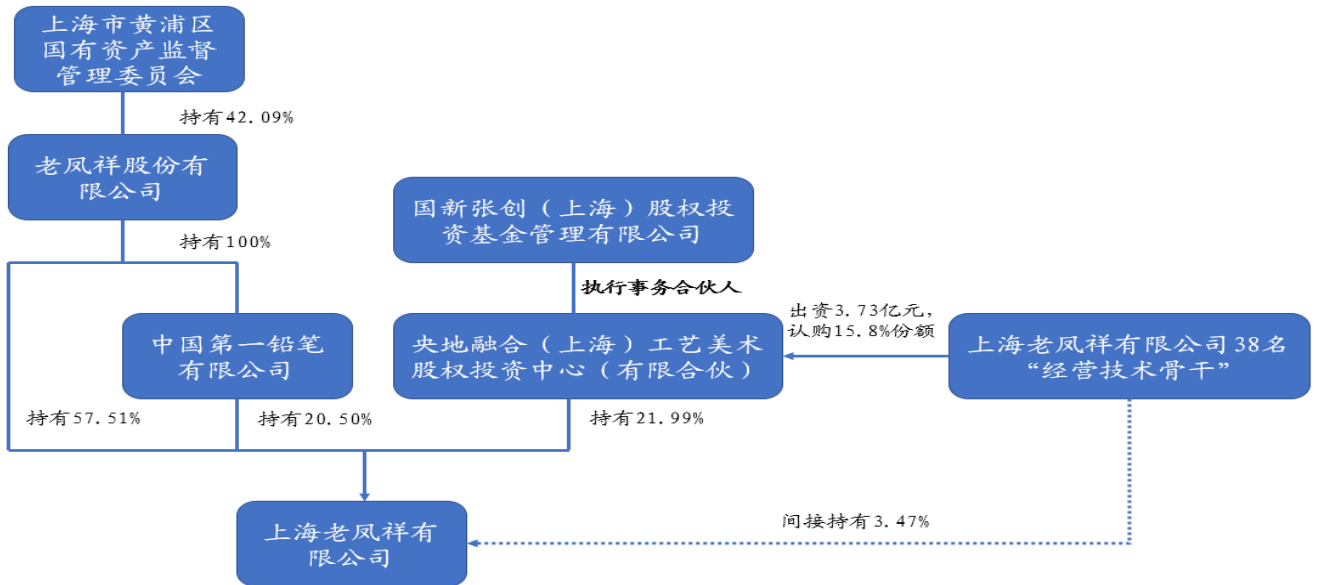 上海市黄浦区
国有资产监督
管理委员会
持有42.09%
老凤祥股份有
限公司
持有100%
国新张创（上海）股权投
资基金管理有限公司
执行事务合伙人
中国第一铅笔
有限公司
央地融合（上海）工艺美术
股权投资中心（有限合伙）
出资3.73亿元，
认购15.8%份额
上海老凤祥有限公司38名
“经营技术骨干”
持有57.51%
持有20.50%
持有21.99%
上海老凤祥有
限公司
间接持有3.47%